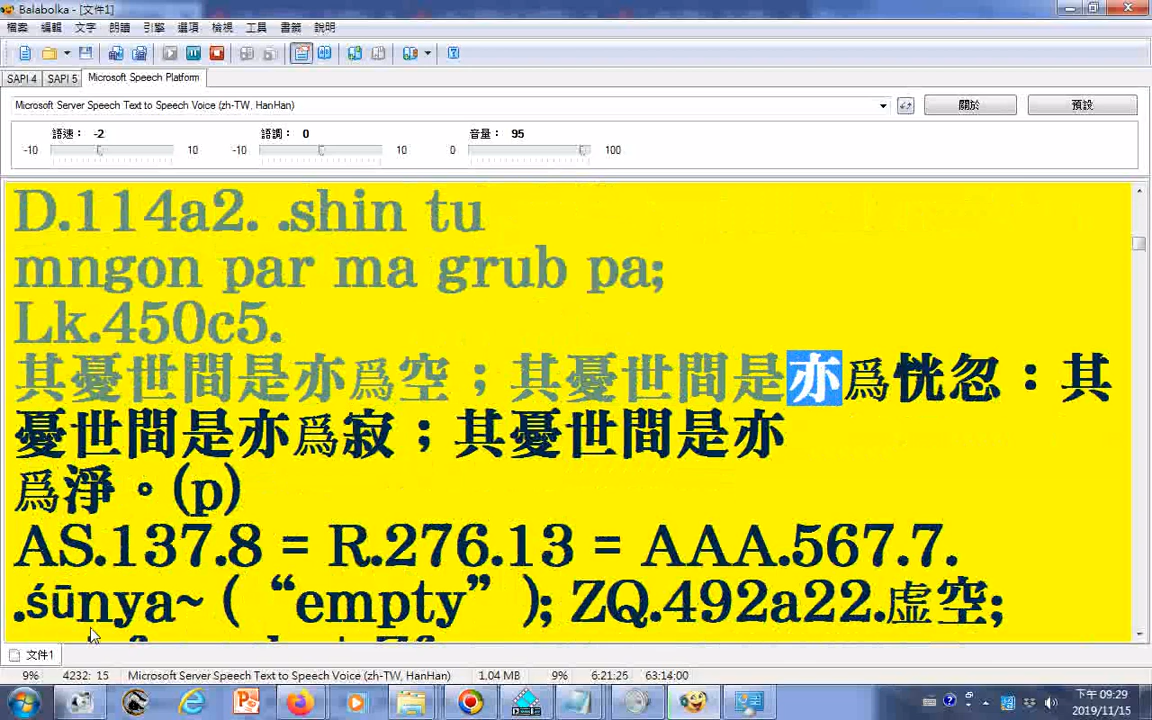 Balabolka - [文件1]
檔案 編輯 文字 朗讀 引擎 選項 檢視 工具 書籤 說明
SAPI 4 SAPI 5 Microsoft Speech Platform
Microsoft Server Speech Text to Speech Voice (zh-TW, HanHan) 關於 預設
語速： -2 語調： 0 音量： 95
-10 10 -10 10 0 100
D.114a2. .shin tu
mngon par ma grub pa;
Lk.450c5.
其憂世間是亦爲空；其憂世間是亦爲恍忽：其
憂世間是亦爲寂；其憂世間是亦
爲淨。(p)
AS.137.8 = R.276.13 = AAA.567.7.
.śūnya~ (“empty”); ZQ.492a22.虛空;
文件1
9% 4232: 15 Microsoft Server Speech Text to Speech Voice (zh-TW, HanHan) 1.04 MB 9% 6:21:25 63:14:00
下午 09:29
2019/11/15